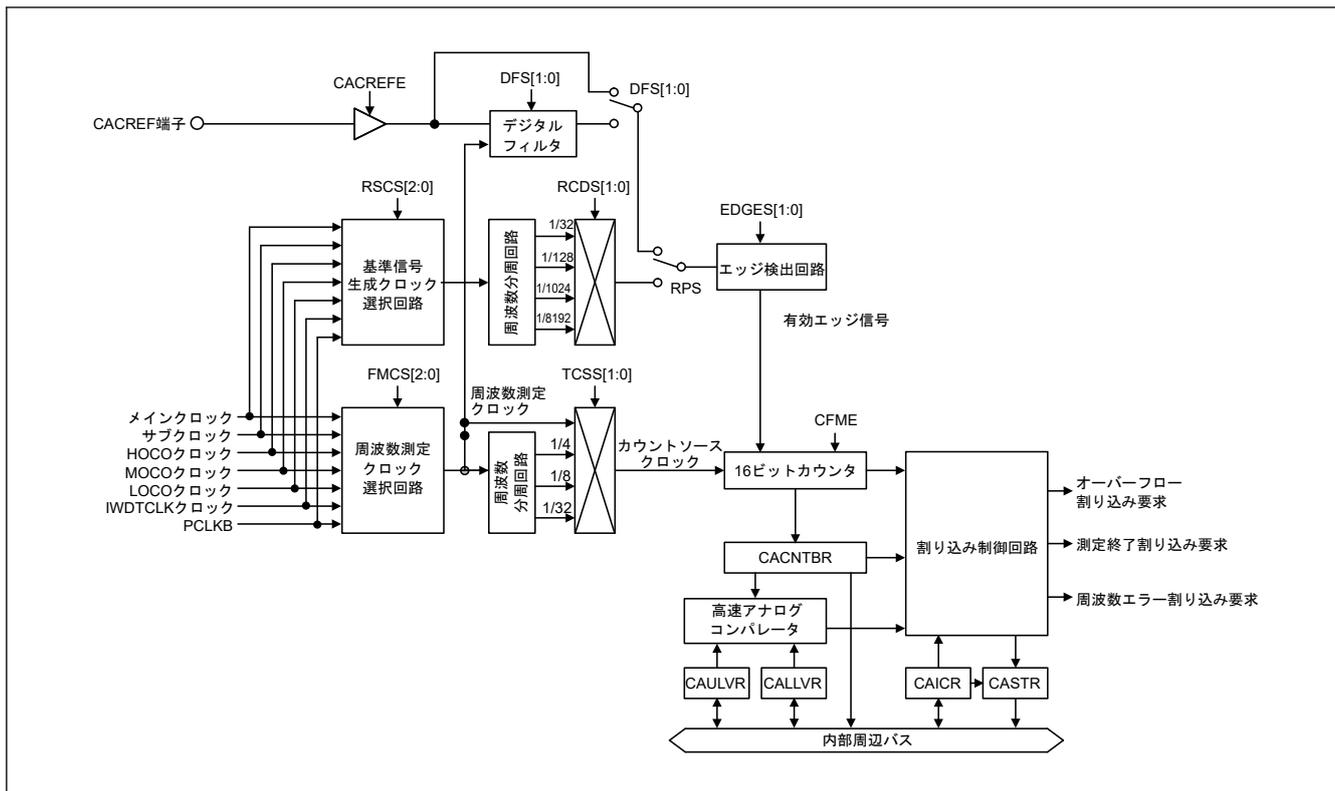 CACREFE
DFS[1:0]
DFS[1:0]
CACREF端子
デジタル
フィルタ
RSCS[2:0]
RCDS[1:0]
EDGES[1:0]
基準信号
生成クロック
選択回路
周波数分周回路
1/32
1/128
1/1024
1/8192
RPS
エッジ検出回路
有効エッジ信号
FMCS[2:0]
周波数測定
クロック
TCSS[1:0]
メインクロック
サブクロック
HOCOクロック
MOCOクロック
LOCOクロック
IWDTCLKクロック
PCLKB
周波数測定
クロック
選択回路
周波数
分周回路
1/4
1/8
1/32
カウントソース
クロック
CFME
16ビットカウンタ
CACNTBR
高速アナログ
コンパレータ
割り込み制御回路
オーバーフロー
割り込み要求
測定終了割り込み要求
周波数エラー割り込み要求
CAULVR
CALLVR
CAICR
CASTR
内部周辺バス